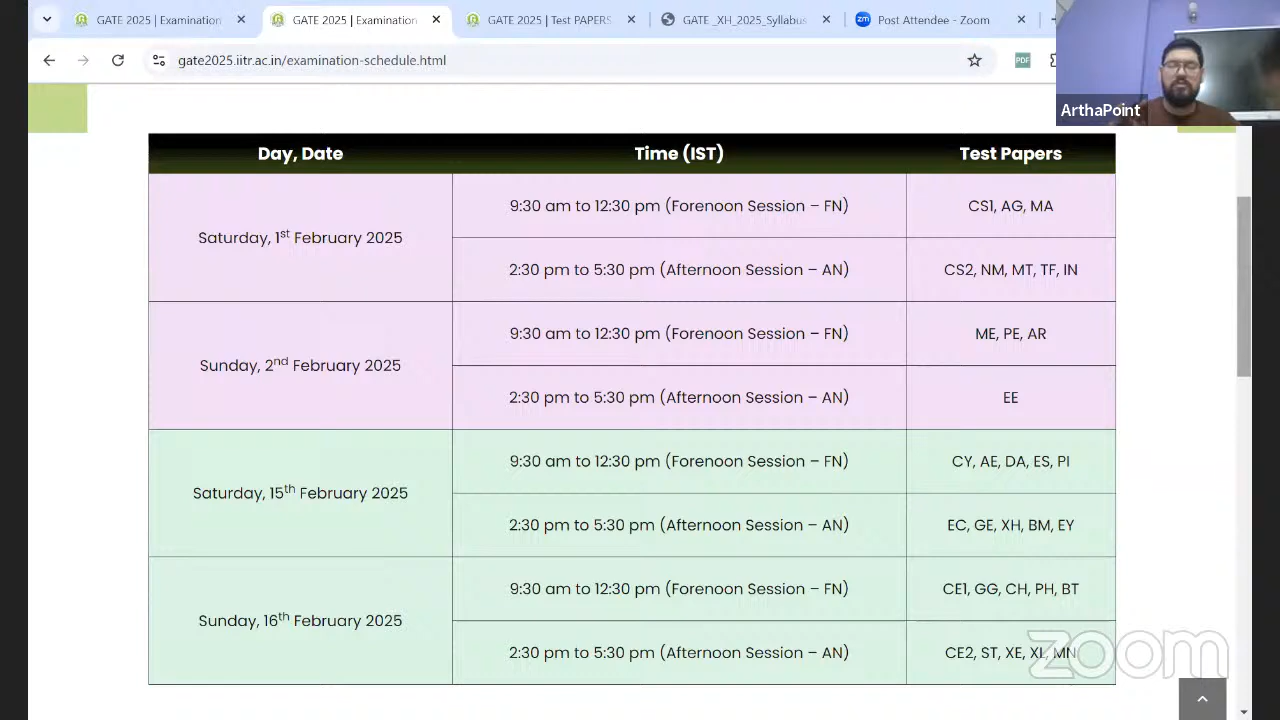 GATE 2025 | Examination
GATE 2025 | Examination
GATE 2025 | Test PAPERS
GATE _XH_2025_Syllabus
zm Post Attendee - Zoom
gate2025.iitr.ac.in/examination-schedule.html
PDF
ArthaPoint
Day, Date Time (IST) Test Papers
Saturday, 1st February 2025
9:30 am to 12:30 pm (Forenoon Session – FN) CS1, AG, MA
2:30 pm to 5:30 pm (Afternoon Session – AN) CS2, NM, MT, TF, IN
Sunday, 2nd February 2025
9:30 am to 12:30 pm (Forenoon Session – FN) ME, PE, AR
2:30 pm to 5:30 pm (Afternoon Session – AN) EE
Saturday, 15th February 2025
9:30 am to 12:30 pm (Forenoon Session – FN) CY, AE, DA, ES, PI
2:30 pm to 5:30 pm (Afternoon Session – AN) EC, GE, XH, BM, EY
Sunday, 16th February 2025
9:30 am to 12:30 pm (Forenoon Session – FN) CE1, GG, CH, PH, BT
2:30 pm to 5:30 pm (Afternoon Session – AN) CE2, ST, XE, XL, MN
zoom